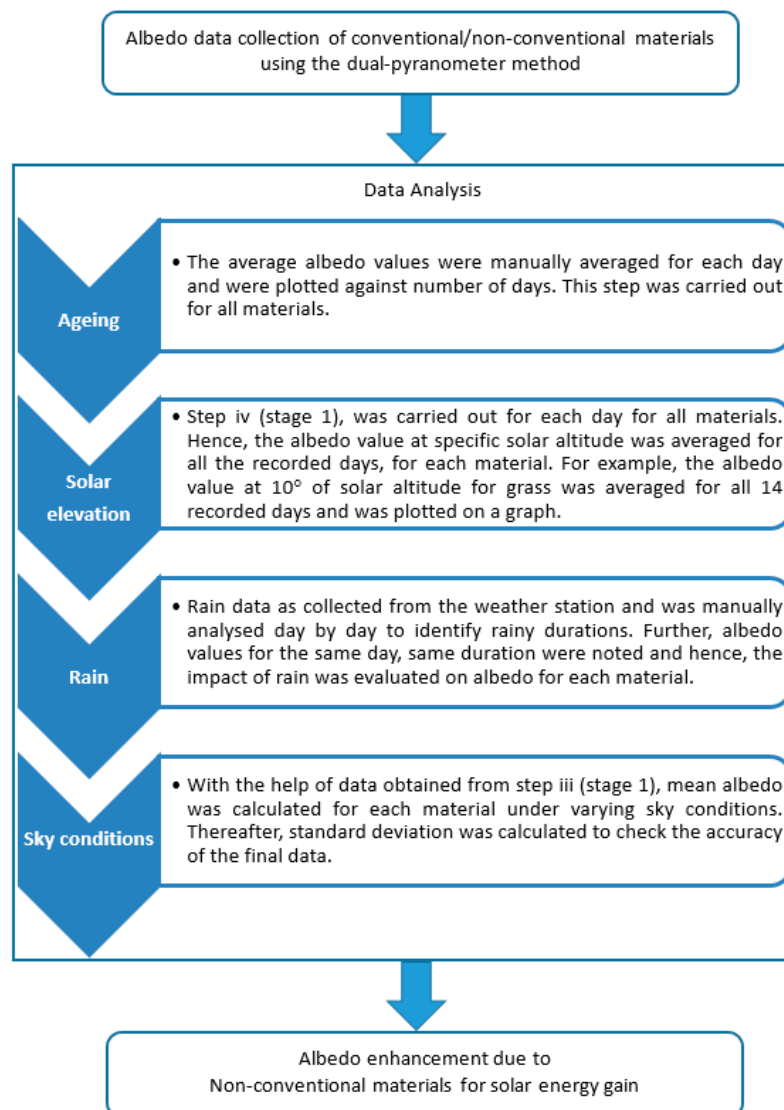 Albedo data collection of conventional/non-conventional materials
using the dual-pyranometer method
Data Analysis
Ageing
• The average albedo values were manually averaged for each day
and were plotted against number of days. This step was carried out
for all materials.
Solar
elevation
• Step iv (stage 1), was carried out for each day for all materials.
Hence, the albedo value at specific solar altitude was averaged for
all the recorded days, for each material. For example, the albedo
value at 10° of solar altitude for grass was averaged for all 14
recorded days and was plotted on a graph.
Rain
• Rain data as collected from the weather station and was manually
analysed day by day to identify rainy durations. Further, albedo
values for the same day, same duration were noted and hence, the
impact of rain was evaluated on albedo for each material.
Sky conditions
• With the help of data obtained from step iii (stage 1), mean albedo
was calculated for each material under varying sky conditions.
Thereafter, standard deviation was calculated to check the accuracy
of the final data.
Albedo enhancement due to
Non-conventional materials for solar energy gain